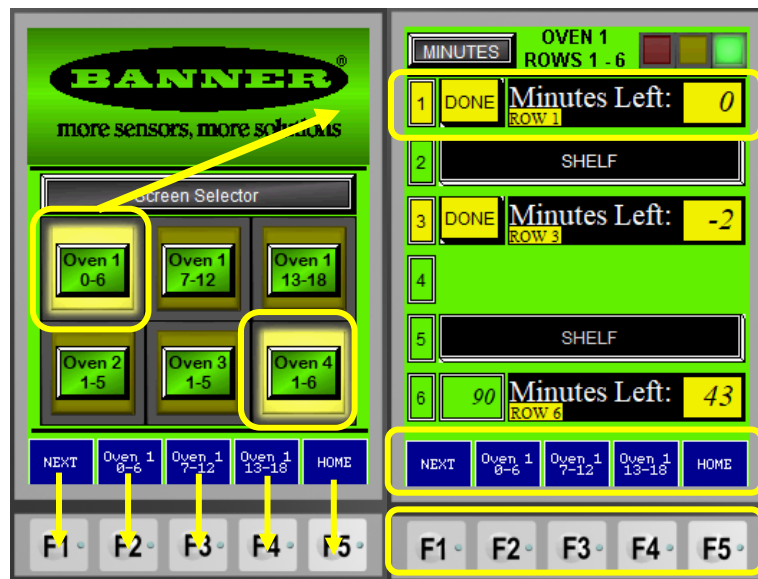 BANNER®
more sensors, more solutions
Screen Selector
Oven 1
0-6
Oven 1
7-12
Oven 1
13-18
Oven 2
1-5
Oven 3
1-5
Oven 4
1-6
NEXT
Oven 1
0-6
Oven 1
7-12
Oven 1
13-18
HOME
F1
F2
F3
F4
F5
MINUTES
OVEN 1
ROWS 1 - 6
1 DONE Minutes Left: 0
ROW 1
2 SHELF
3 DONE Minutes Left: -2
ROW 3
4
5 SHELF
6 90 Minutes Left: 43
ROW 6
NEXT
Oven 1
0-6
Oven 1
7-12
Oven 1
13-18
HOME
F1
F2
F3
F4
F5